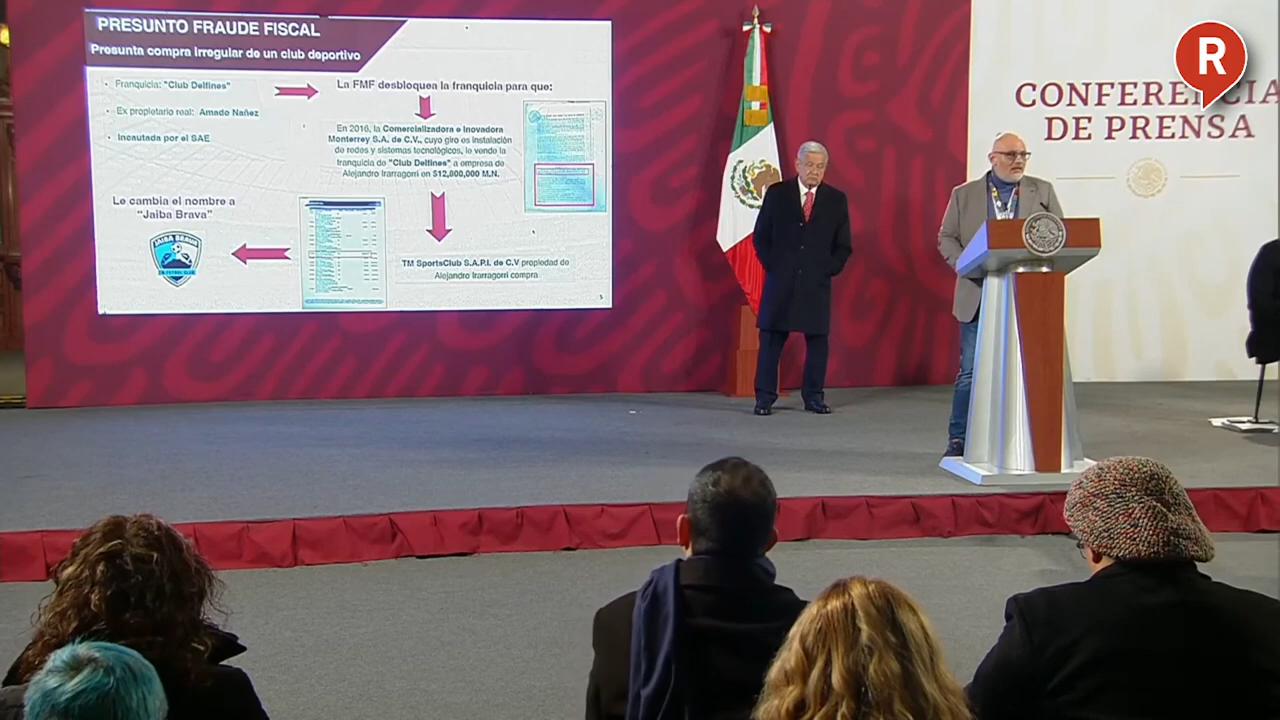 PRESUNTO FRAUDE FISCAL
Presunta compra irregular de un club deportivo
• Franquicia: "Club Delfines"
• Ex propietario real: Amado Nañez
• Incautada por el SAE
La FMF desbloquea la franquicia para que:
En 2016, la Comercializadora e Inovadora
Monterrey S.A. de C.V., cuyo giro es instalación
de redes y sistemas tecnológicos, le vende la
franquicia de "Club Delfines" a empresa de
Alejandro Irarragorri en $12,800,000 M.N.
TM SportsClub S.A.P.I. de C.V propiedad de
Alejandro Irarragorri compra
Le cambia el nombre a
"Jaiba Brava"
JAIBA BRAVA
5
R
CONFERENCIA
DE PRENSA